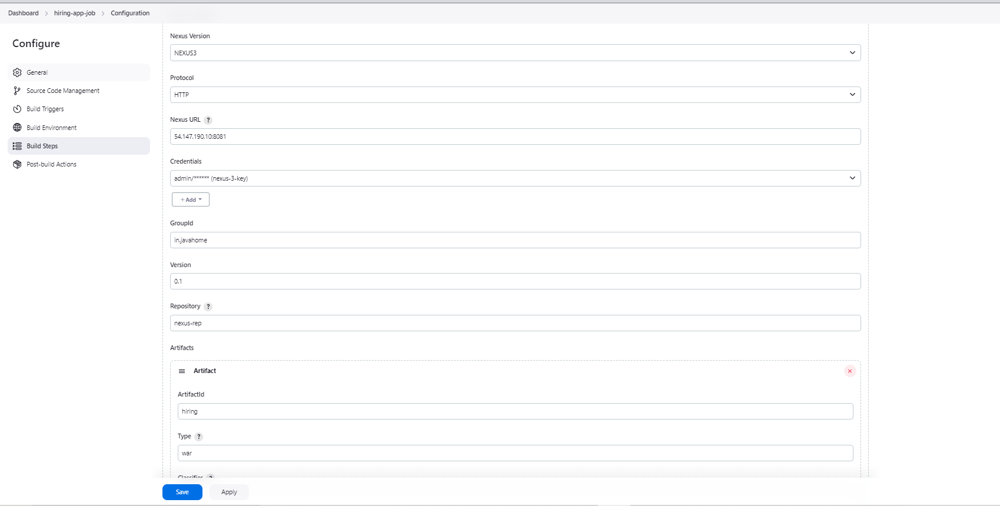 Dashboard > hiring-app-job > Configuration
Configure
General
Source Code Management
Build Triggers
Build Environment
Build Steps
Post-build Actions
Nexus Version
NEXUS3
Protocol
HTTP
Nexus URL ?
54.147.190.10:8081
Credentials
admin/****** (nexus-3-key)
+ Add
GroupId
in.javahome
Version
0.1
Repository ?
nexus-rep
Artifacts
Artifact
ArtifactId
hiring
Type ?
war
Classifier ?
Save
Apply